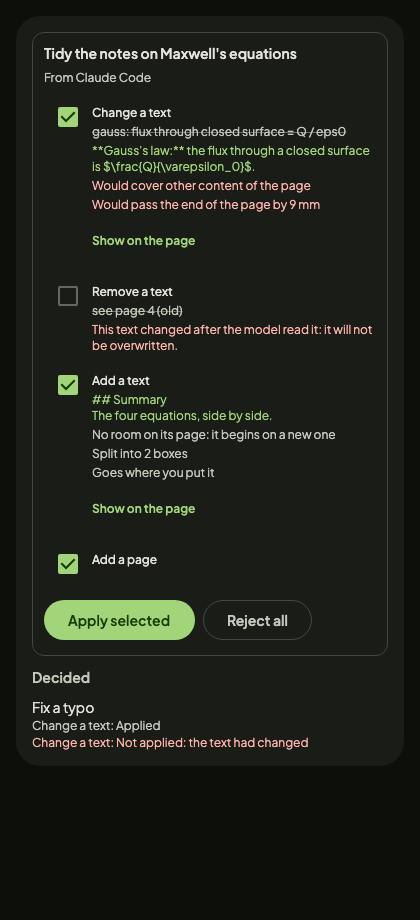 Tidy the notes on Maxwell's equations
From Claude Code
Change a text
gauss: flux through closed surface = Q / eps0
**Gauss's law:** the flux through a closed surface
is $\frac{Q}{\varepsilon_0}$.
Would cover other content of the page
Would pass the end of the page by 9 mm
Show on the page
Remove a text
see page 4 (old)
This text changed after the model read it: it will not
be overwritten.
Add a text
## Summary
The four equations, side by side.
No room on its page: it begins on a new one
Split into 2 boxes
Goes where you put it
Show on the page
Add a page
Apply selected
Reject all
Decided
Fix a typo
Change a text: Applied
Change a text: Not applied: the text had changed